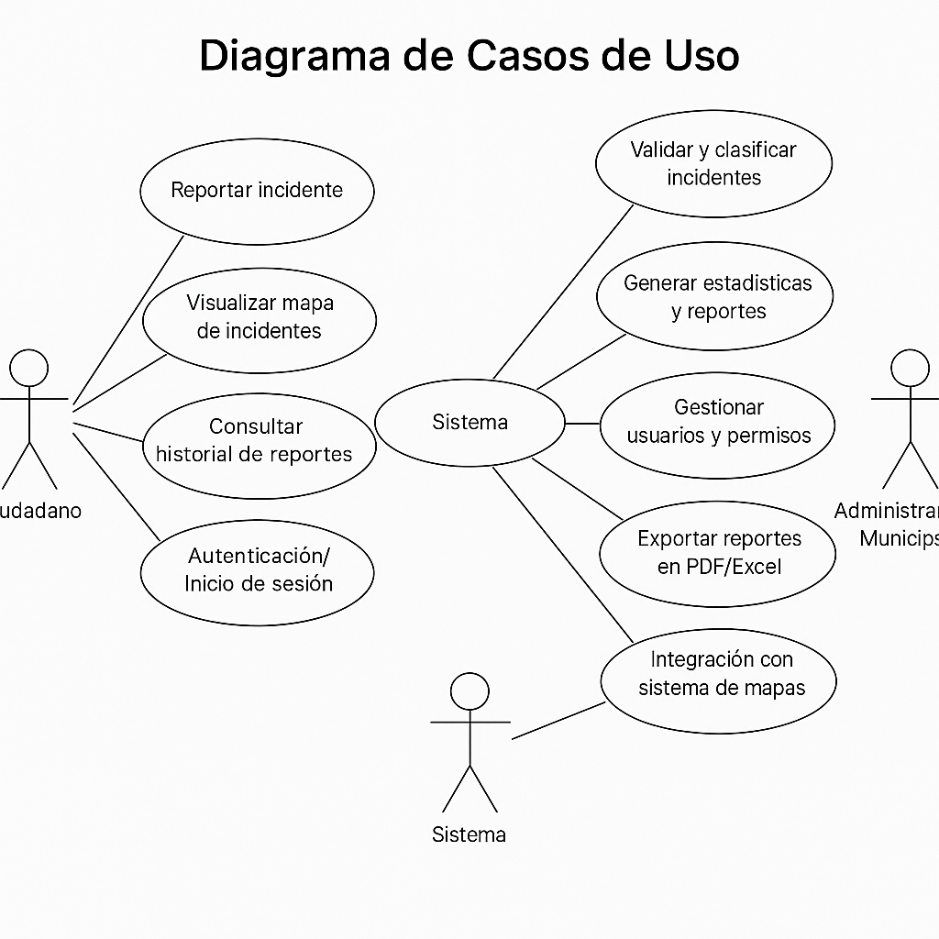 Diagrama de Casos de Uso
Reportar incidente
Visualizar mapa
de incidentes
Consultar
historial de reportes
Autenticación/
Inicio de sesión
udadano
Sistema
Validar y clasificar
incidentes
Generar estadisticas
y reportes
Gestionar
usuarios y permisos
Exportar reportes
en PDF/Excel
Integración con
sistema de mapas
Administra
Municips
Sistema